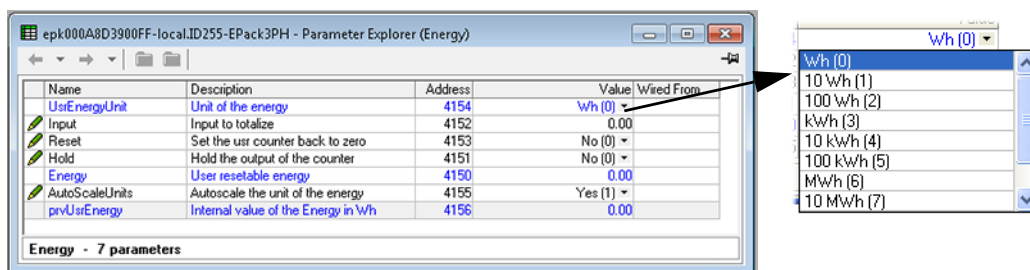 epk000A8D3900FF-local.ID255-EPack3PH - Parameter Explorer (Energy)
Name Description Address Value Wired From
UsrEnergyUnit Unit of the energy 4154 Wh (0)
Input Input to totalize 4152 0.00
Reset Set the usr counter back to zero 4153 No (0)
Hold Hold the output of the counter 4151 No (0)
Energy User resetable energy 4150 0.00
AutoScaleUnits Autoscale the unit of the energy 4155 Yes (1)
prvUsrEnergy Internal value of the Energy in Wh 4156 0.00
Energy - 7 parameters
Wh (0)
Wh (0)
10 Wh (1)
100 Wh (2)
kWh (3)
10 kWh (4)
100 kWh (5)
MWh (6)
10 MWh (7)